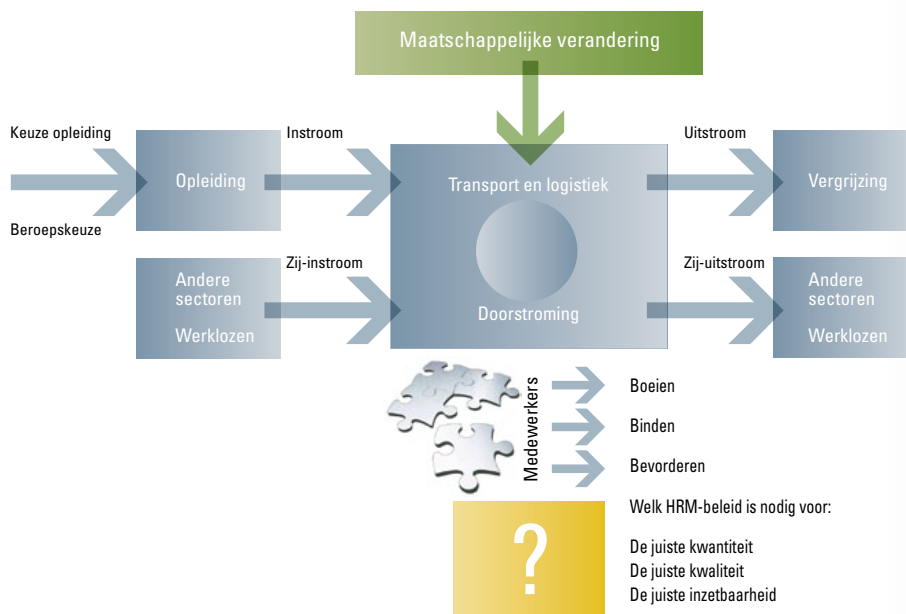 Maatschappelijke verandering
Keuze opleiding
Instroom
Uitstroom
Opleiding
Transport en logistiek
Vergrijzing
Beroepskeuze
Zij-instroom
Zij-uitstroom
Andere
sectoren
Werklozen
Doorstroming
Andere
sectoren
Werklozen
Medewerkers
Boeien
Binden
Bevorderen
?
Welk HRM-beleid is nodig voor:
De juiste kwantiteit
De juiste kwaliteit
De juiste inzetbaarheid